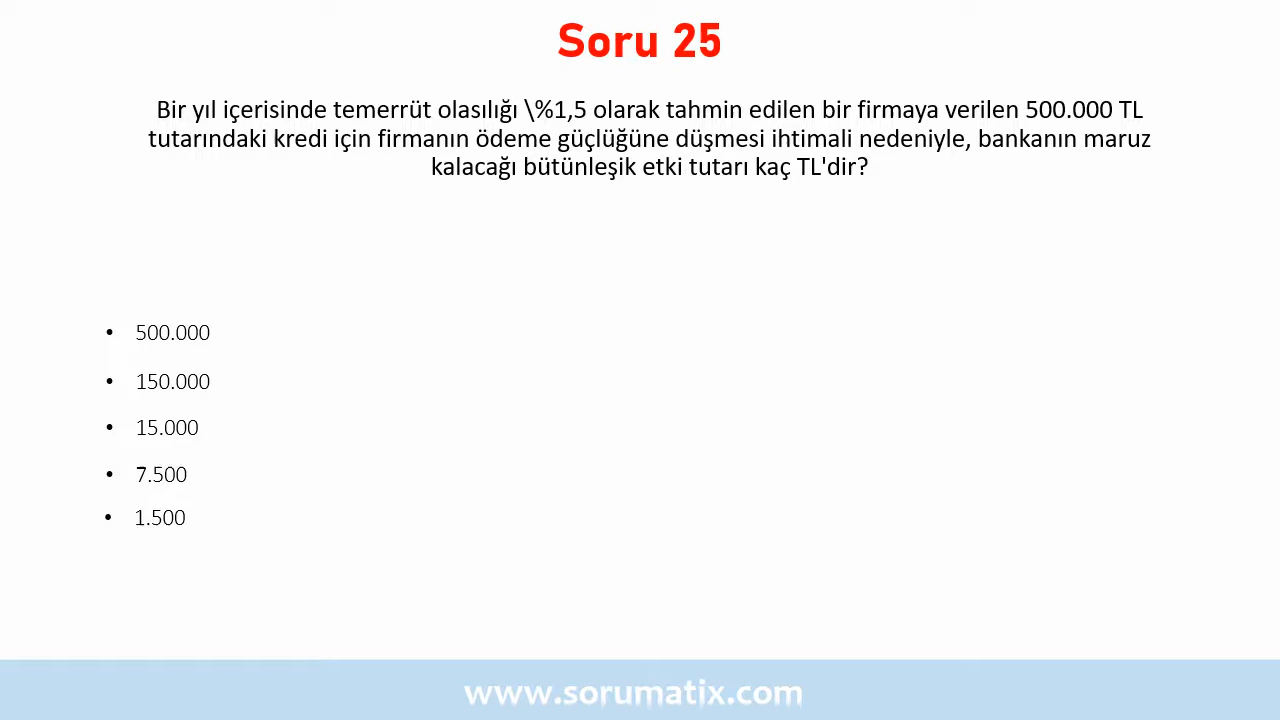 Soru 25
Bir yıl içerisinde temerrüt olasılığı \%1,5 olarak tahmin edilen bir firmaya verilen 500.000 TL
tutarındaki kredi için firmanın ödeme güçlüğüne düşmesi ihtimali nedeniyle, bankanın maruz
kalacağı bütünleşik etki tutarı kaç TL'dir?
• 500.000
• 150.000
• 15.000
• 7.500
• 1.500
www.sorumatix.com